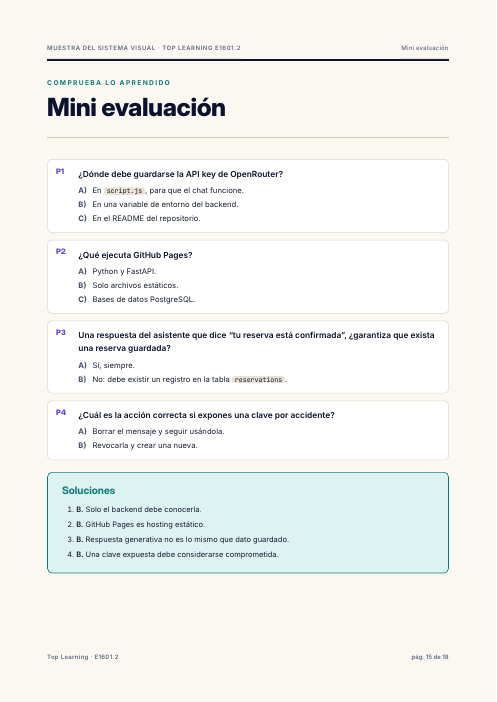 MUESTRA DEL SISTEMA VISUAL · TOP LEARNING E1601.2
Mini evaluación
COMPRUEBA LO APRENDIDO
Mini evaluación
P1
¿Dónde debe guardarse la API key de OpenRouter?
A) En script.js, para que el chat funcione.
B) En una variable de entorno del backend.
C) En el README del repositorio.
P2
¿Qué ejecuta GitHub Pages?
A) Python y FastAPI.
B) Solo archivos estáticos.
C) Bases de datos PostgreSQL.
P3
Una respuesta del asistente que dice “tu reserva está confirmada”, ¿garantiza que exista
una reserva guardada?
A) Sí, siempre.
B) No: debe existir un registro en la tabla reservations.
P4
¿Cuál es la acción correcta si expones una clave por accidente?
A) Borrar el mensaje y seguir usándola.
B) Revocarla y crear una nueva.
Soluciones
1. B. Solo el backend debe conocerla.
2. B. GitHub Pages es hosting estático.
3. B. Respuesta generativa no es lo mismo que dato guardado.
4. B. Una clave expuesta debe considerarse comprometida.
Top Learning · E1601.2
pág. 15 de 18